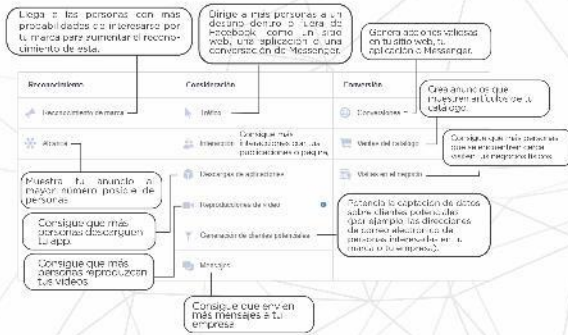 Llega a las personas con más
probabilidades de interesarse por
tu marca para aumentar el recono-
cimiento de esta.
Dirige a más personas a un
destino dentro o fuera de
Facebook, como un sitio
web, una aplicación o una
conversación de Messenger.
Genera acciones valiosas
en tu sitio web, tu
aplicación o Messenger.
Reconocimiento
Consideración
Conversión
Crea anuncios que
muestren artículos de tu
catálogo.
Reconocimiento de marca
Tráfico
Conversiones
Alcance
Interacción
Consigue más
interacciones con tus
publicaciones o página.
Ventas del catálogo
Consigue que más personas
que se encuentren cerca
visiten tus negocios físicos.
Muestra tu anuncio al
mayor número posible de
personas
Descargas de aplicaciones
Visitas en el negocio
Consigue que más
personas descarguen
tu app.
Reproducciones de vídeo
Potencia la captación de datos
sobre clientes potenciales
(por ejemplo, las direcciones
de correo electrónico de
personas interesadas en tu
marca o tu empresa).
Consigue que más
personas reproduzcan
tus vídeos
Generación de clientes potenciales
Mensajes
Consigue que envíen
más mensajes a tu
empresa